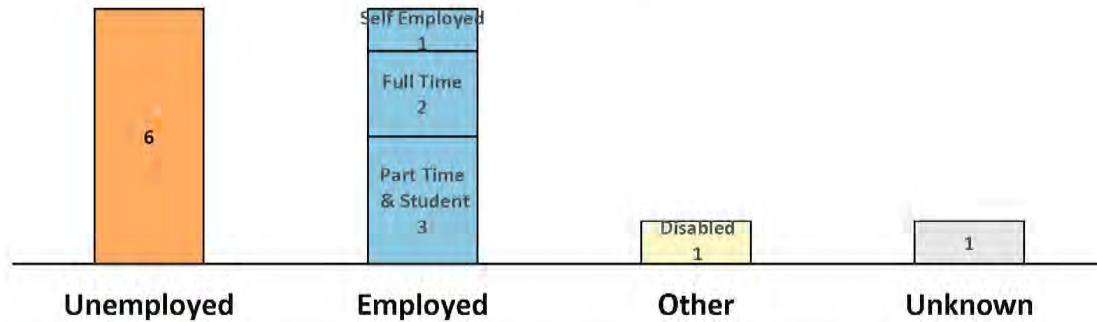 Self Employed
1
Full Time
2
6
Part Time
& Student
3
Disabled
1
1
Unemployed
Employed
Other
Unknown